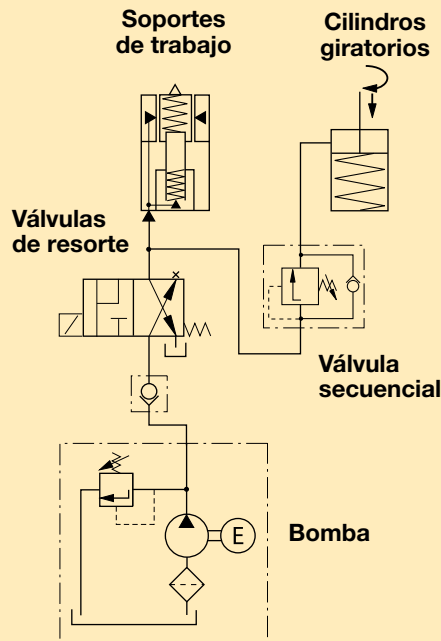 Soportes
de trabajo
Cilindros
giratorios
Válvulas
de resorte
Válvula
secuencial
Bomba
E